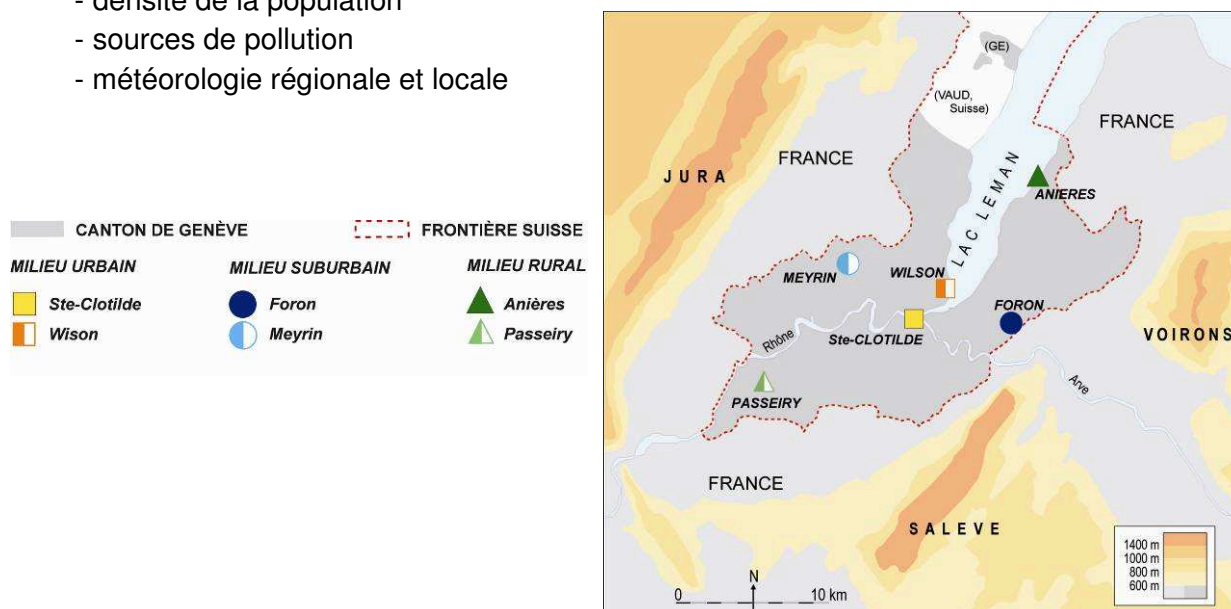 - densité de la population
- sources de pollution
- météorologie régionale et locale
CANTON DE GENÈVE
FRONTIÈRE SUISSE
MILIEU URBAIN
Ste-Clotilde
Wison
MILIEU SUBURBAIN
Foron
Meyrin
MILIEU RURAL
Anières
Passeiry
(GE)
(VAUD,
Suisse)
FRANCE
FRANCE
JURA
LAC LEMAN
ANIERES
MEYRIN
WILSON
FORON
Ste-CLOTILDE
Rhône
VOIRONS
PASSEIRY
Arve
FRANCE
SALEVE
1400 m
1000 m
800 m
600 m
N
0 10 km